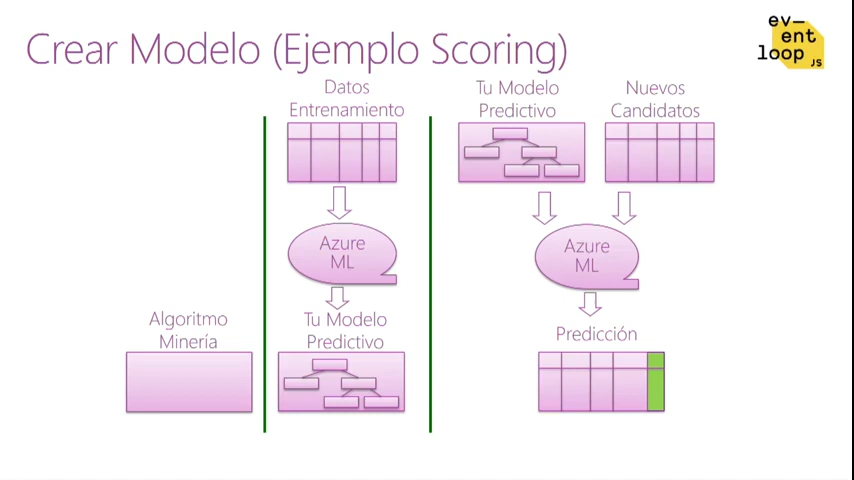 Crear Modelo (Ejemplo Scoring)
ev—
ent
loop
JS
Datos
Entrenamiento
Tu Modelo
Predictivo
Nuevos
Candidatos
Azure
ML
Azure
ML
Algoritmo
Minería
Tu Modelo
Predictivo
Predicción